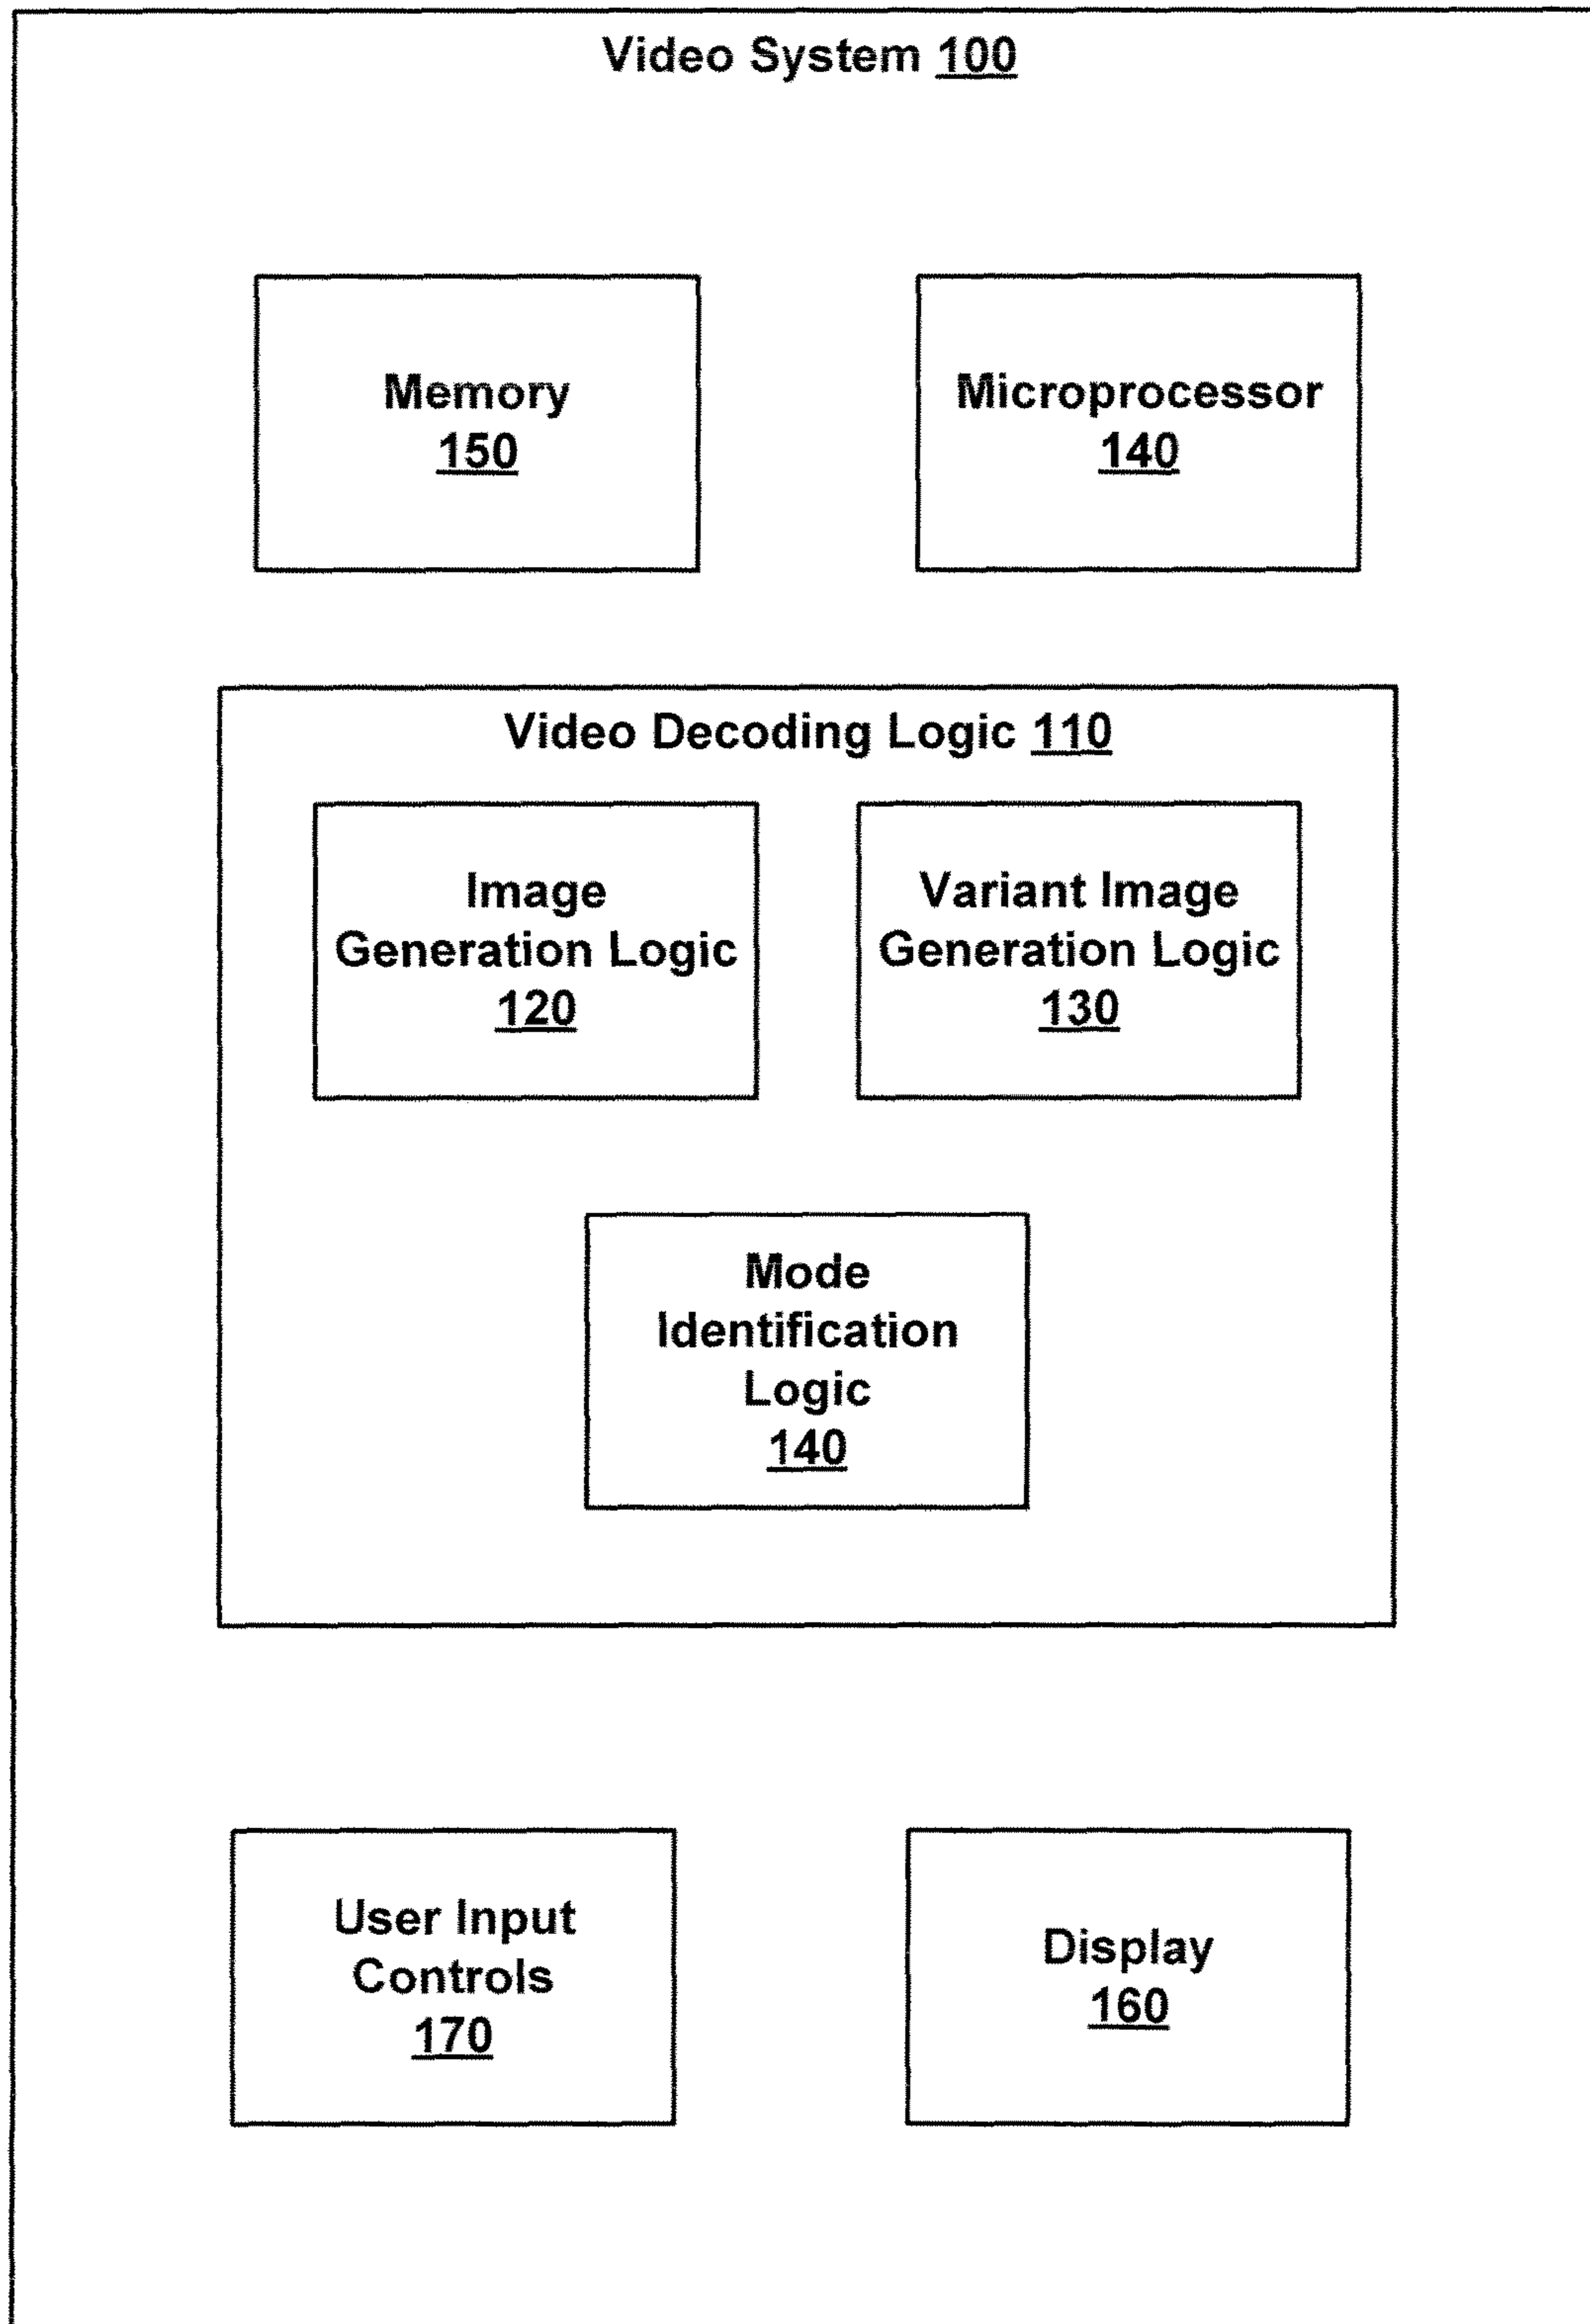 Video System 100
Memory
150
Microprocessor
140
Video Decoding Logic 110
Image
Generation Logic
120
Variant Image
Generation Logic
130
Mode
Identification
Logic
140
User Input
Controls
170
Display
160